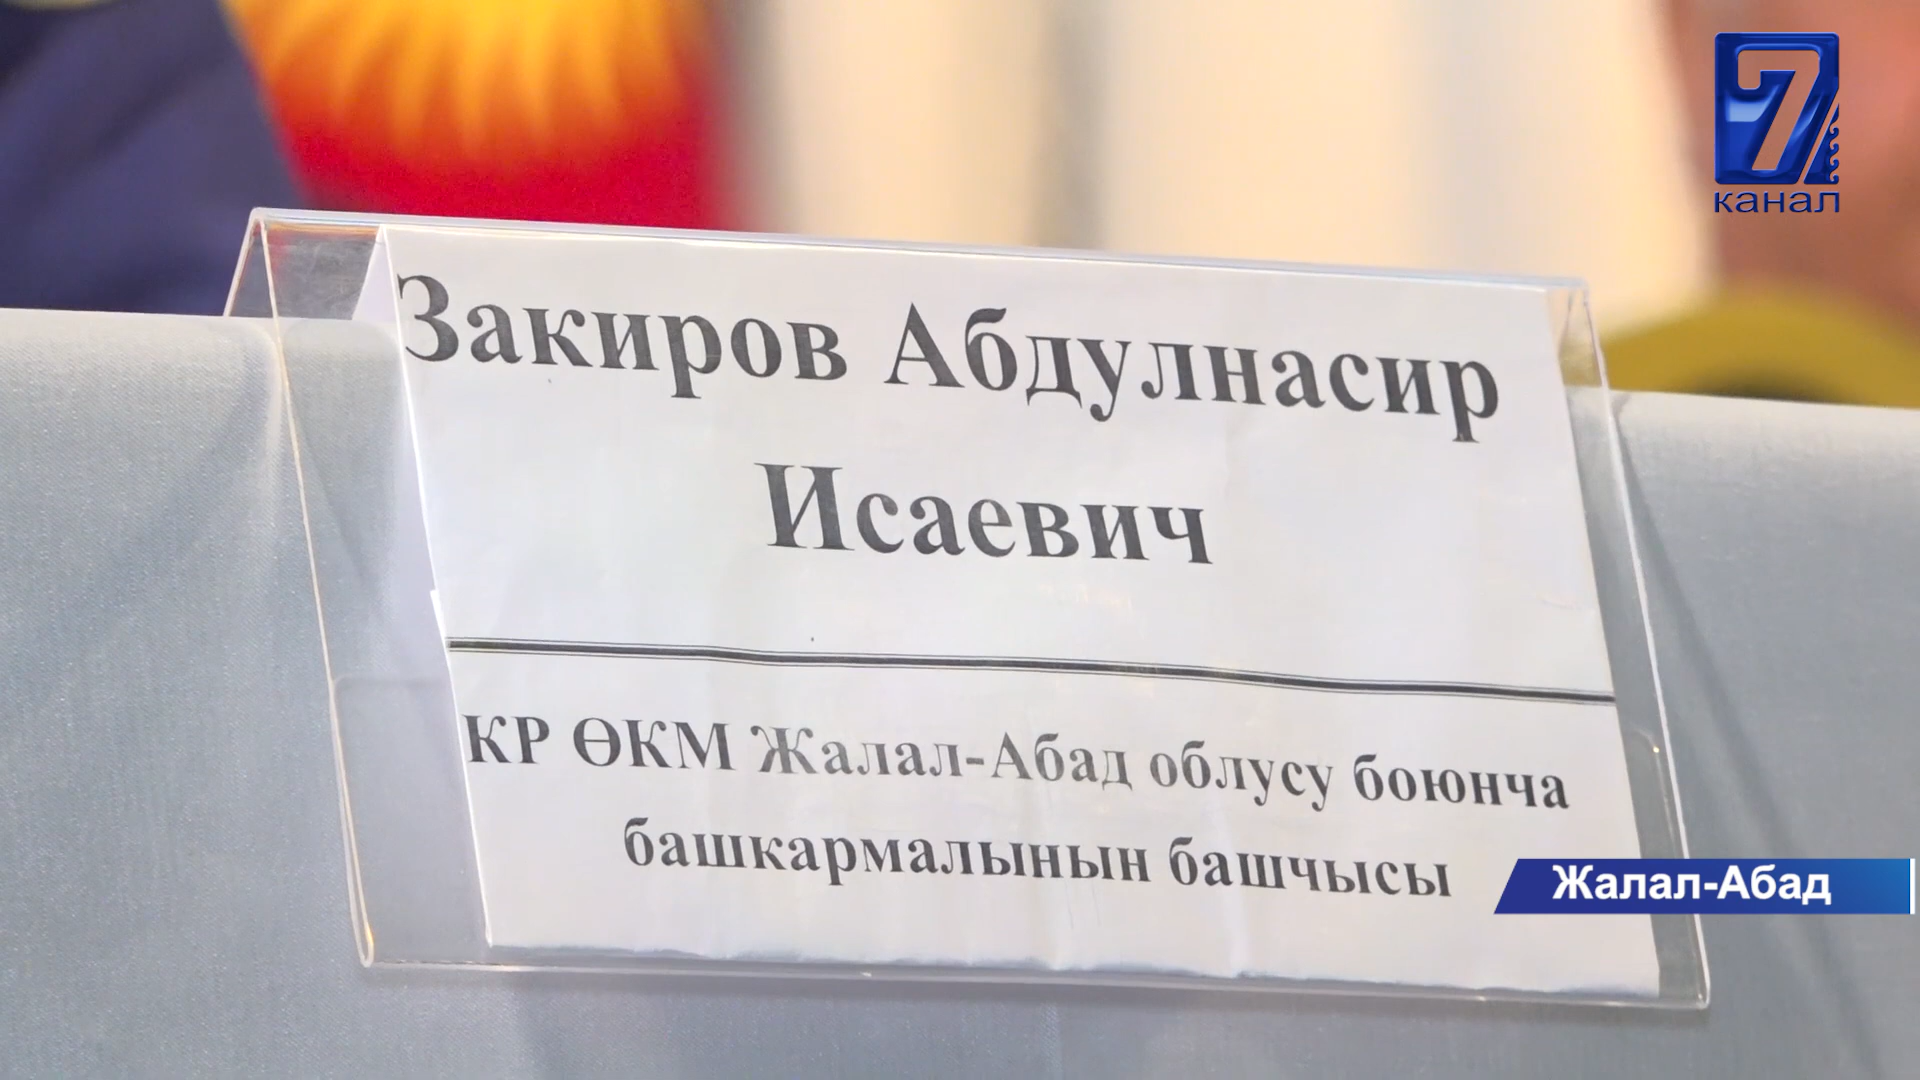 7
канал
Закиров Абдулнасир
Исаевич
КР ӨКМ Жалал-Абад облусу боюнча
башкармалынын башчысы
Жалал-Абад